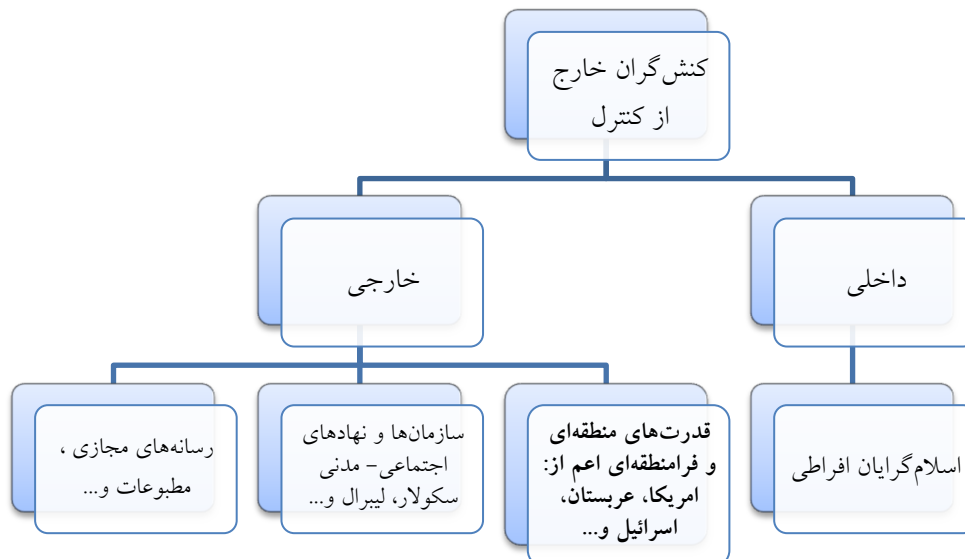 کنش‌گران خارج
از کنترل
داخلی
خارجی
اسلام‌گرایان افراطی
قدرت‌های منطقه‌ای
و فرامنطقه‌ای اعم از:
امریکا، عربستان،
اسرائیل و...
سازمان‌ها و نهادهای
اجتماعی- مدنی
سکولار، لیبرال و...
رسانه‌های مجازی ،
مطبوعات و...